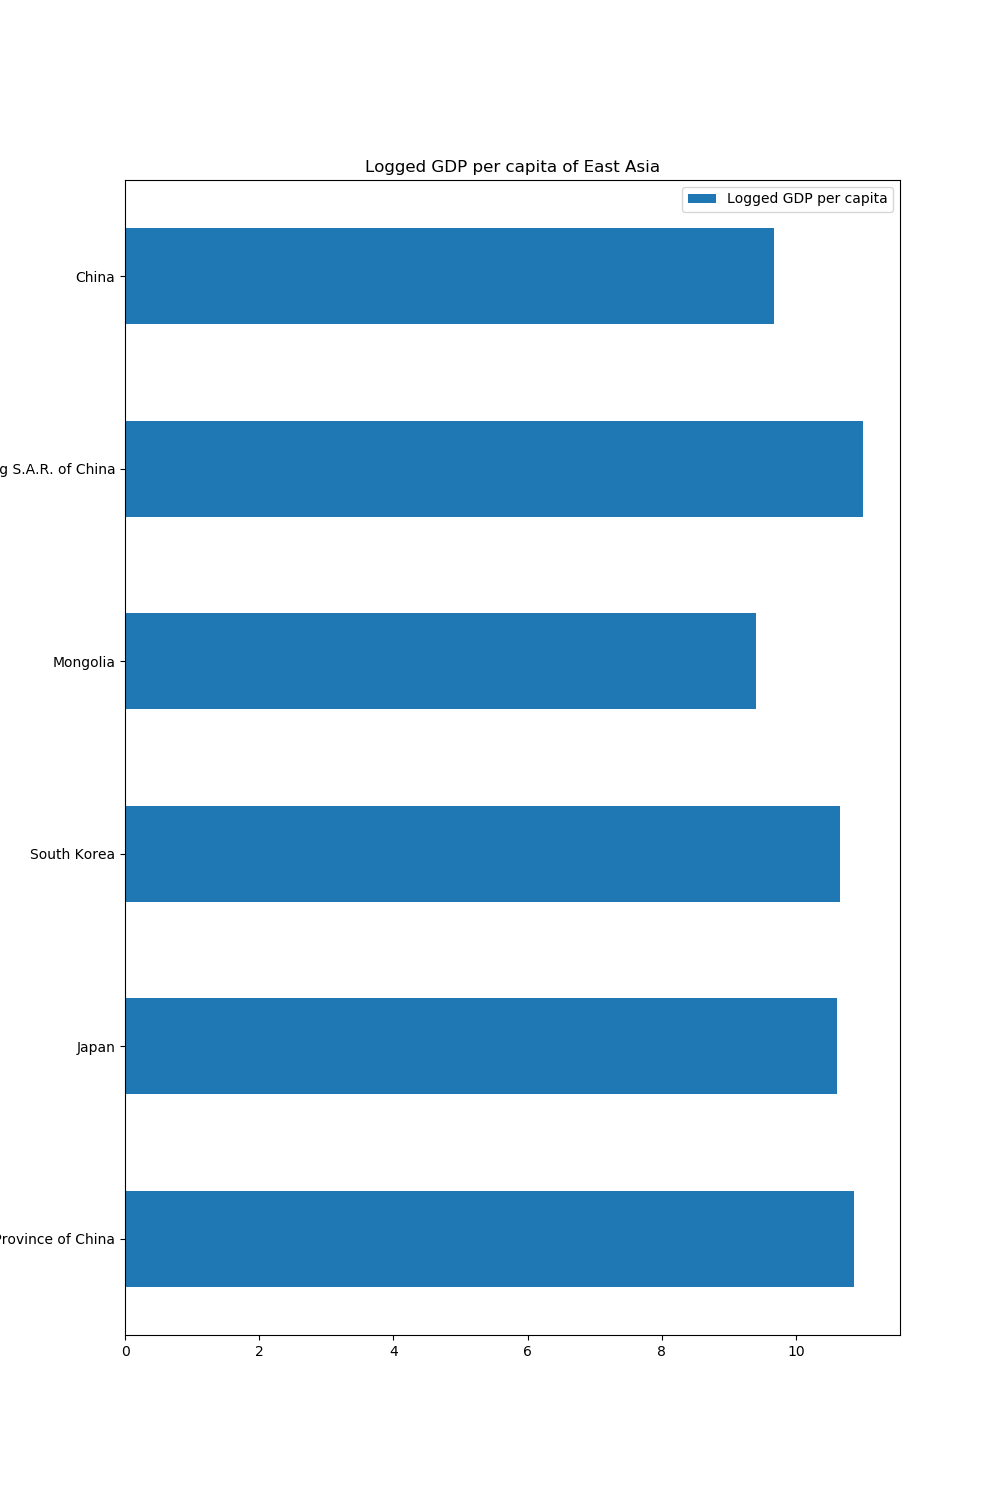 Logged GDP per capita of East Asia
Logged GDP per capita
China
g S.A.R. of China
Mongolia
South Korea
Japan
Province of China
0 2 4 6 8 10